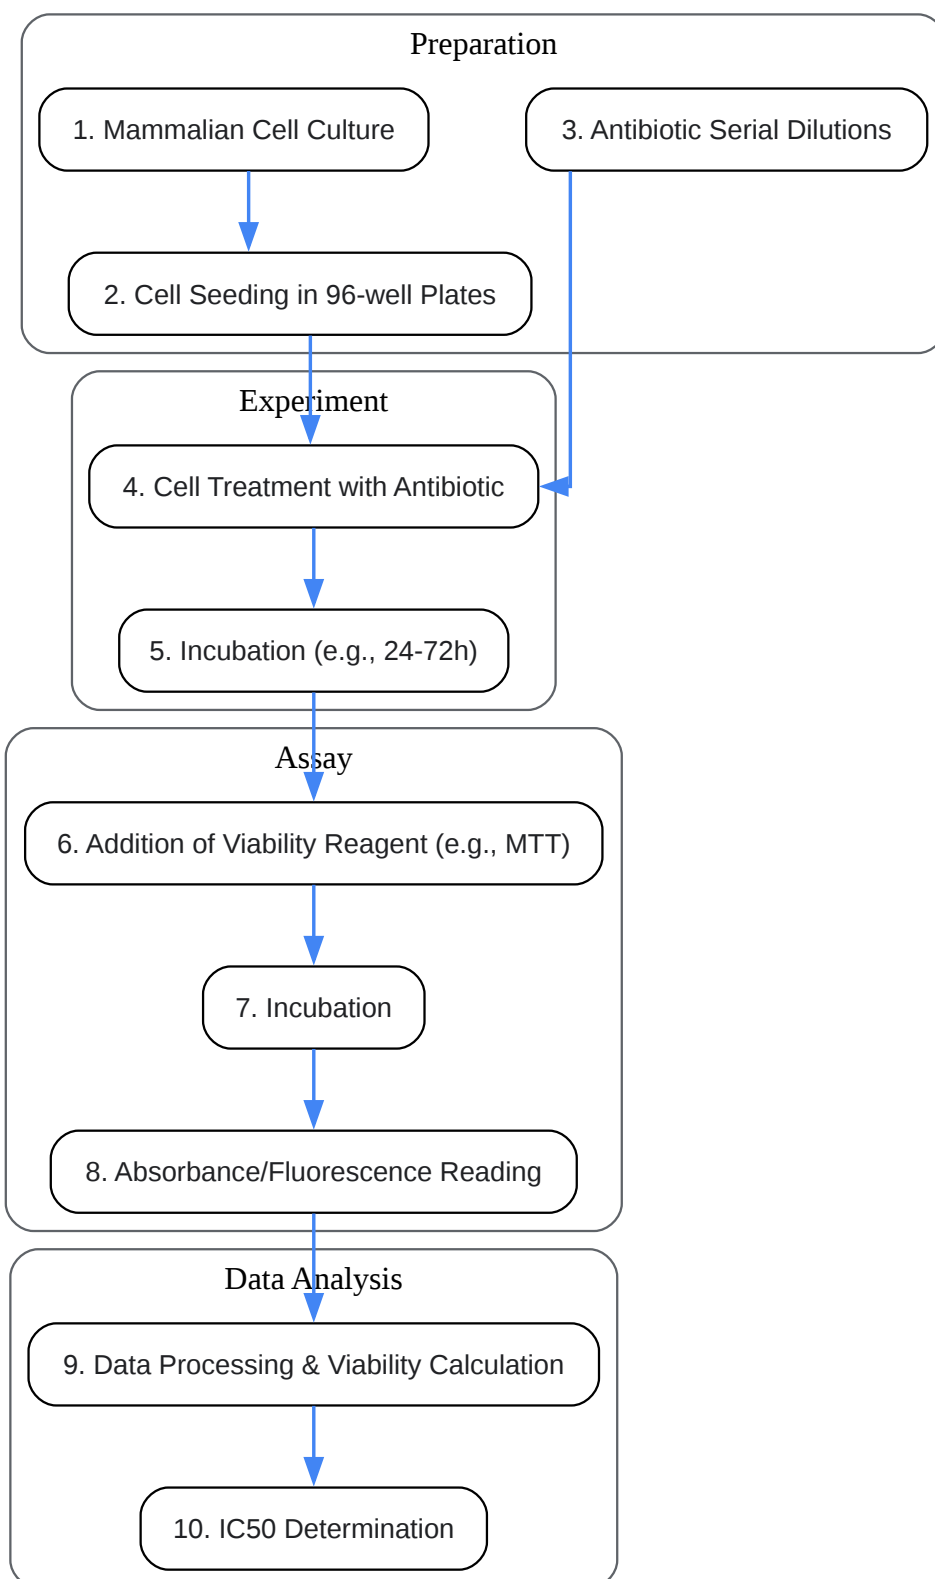 Preparation
1. Mammalian Cell Culture
3. Antibiotic Serial Dilutions
2. Cell Seeding in 96-well Plates
Experiment
4. Cell Treatment with Antibiotic
5. Incubation (e.g., 24-72h)
Assay
6. Addition of Viability Reagent (e.g., MTT)
7. Incubation
8. Absorbance/Fluorescence Reading
Data Analysis
9. Data Processing & Viability Calculation
10. IC50 Determination